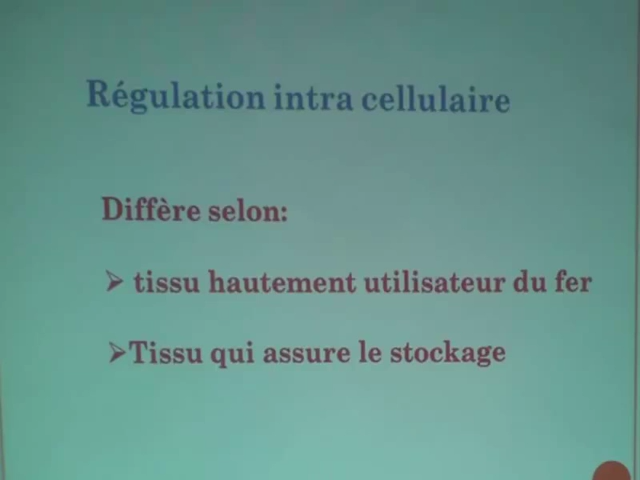 Régulation intra cellulaire
Diffère selon:
➢ tissu hautement utilisateur du fer
➢Tissu qui assure le stockage